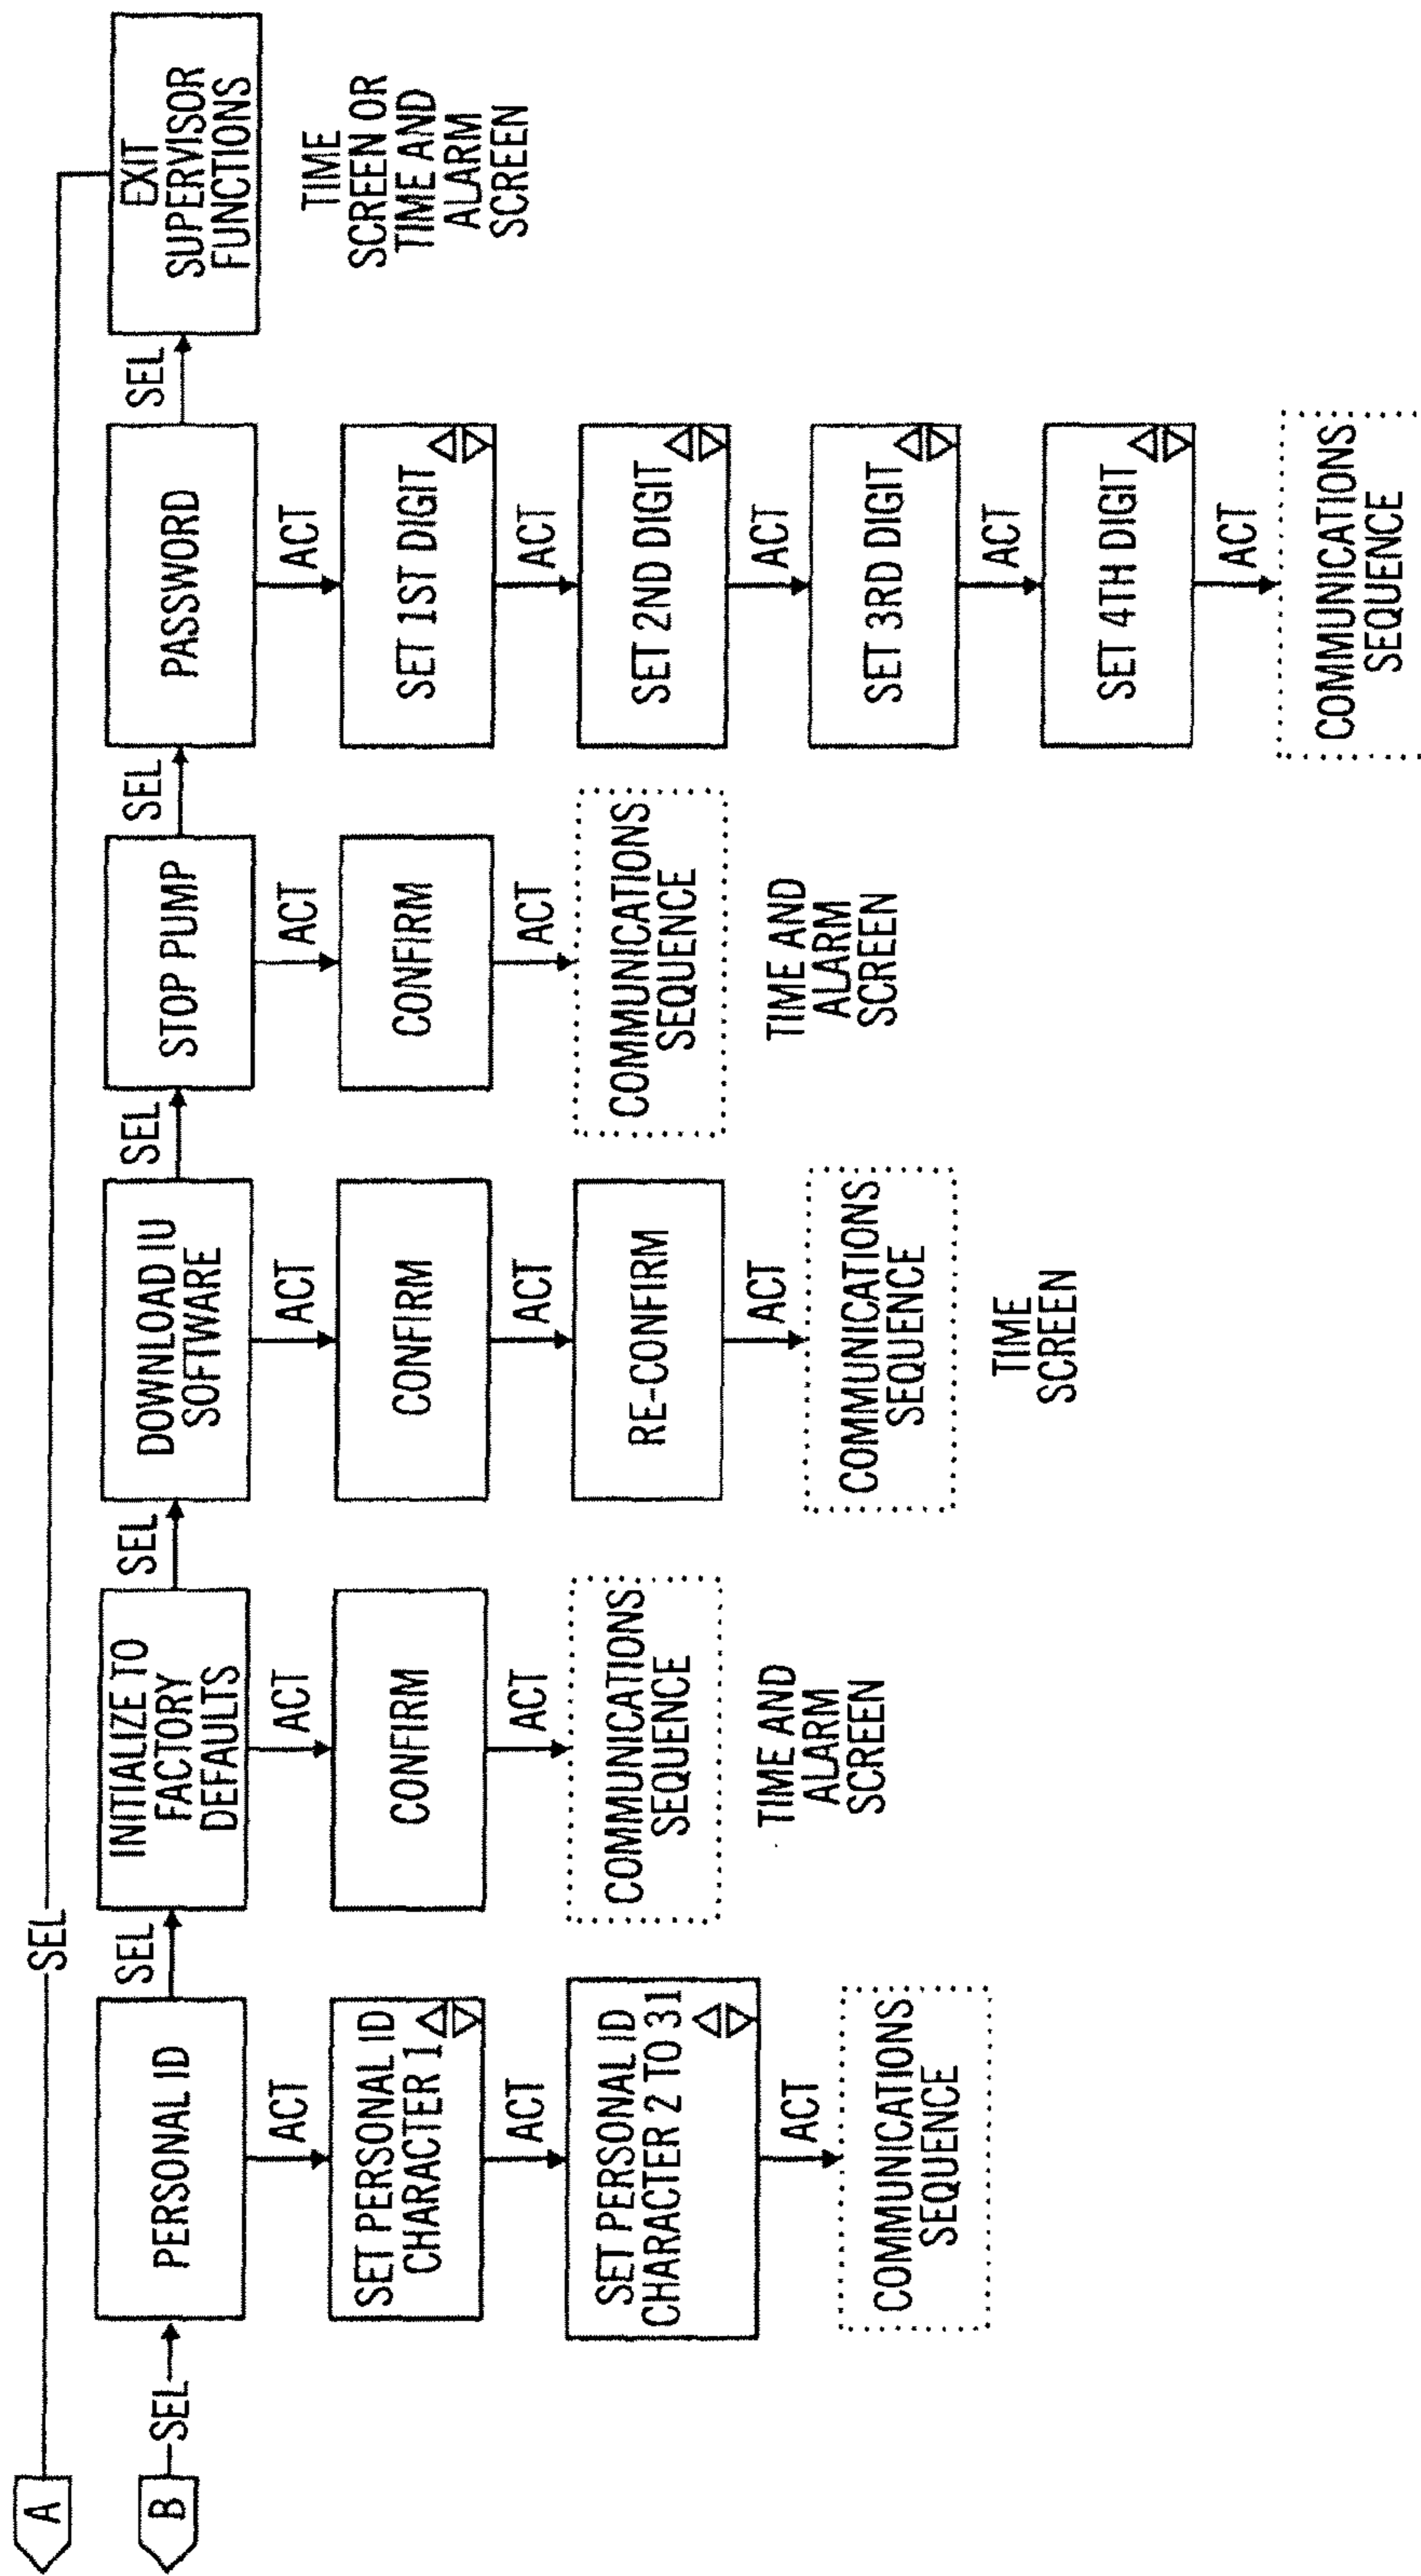 A
SEL
B
SEL
PERSONAL ID
SEL
INITIALIZE TO
FACTORY
DEFAULTS
SEL
DOWNLOAD IU
SOFTWARE
SEL
STOP PUMP
SEL
PASSWORD
SEL
EXIT
SUPERVISOR
FUNCTIONS
ACT
SET PERSONAL ID
CHARACTER 1
ACT
SET PERSONAL ID
CHARACTER 2 TO 31
ACT
COMMUNICATIONS
SEQUENCE
ACT
CONFIRM
ACT
COMMUNICATIONS
SEQUENCE
TIME AND
ALARM
SCREEN
ACT
CONFIRM
ACT
RE-CONFIRM
ACT
COMMUNICATIONS
SEQUENCE
TIME
SCREEN
ACT
CONFIRM
ACT
COMMUNICATIONS
SEQUENCE
TIME AND
ALARM
SCREEN
ACT
SET 1ST DIGIT
ACT
SET 2ND DIGIT
ACT
SET 3RD DIGIT
ACT
SET 4TH DIGIT
ACT
COMMUNICATIONS
SEQUENCE
TIME
SCREEN OR
TIME AND
ALARM
SCREEN